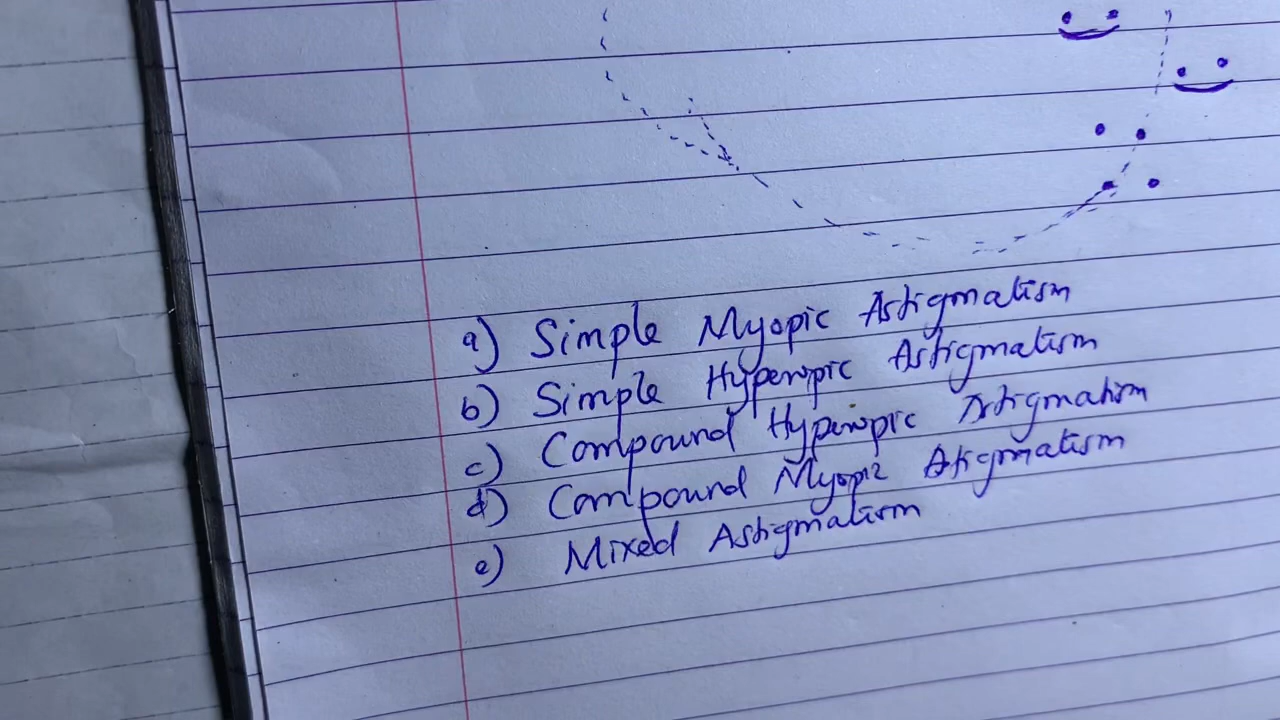 a) Simple Myopic Astigmatism
b) Simple Hyperopic Astigmatism
c) Compound Hyperopic Astigmatism
d) Compound Myopic Astigmatism
e) Mixed Astigmatism